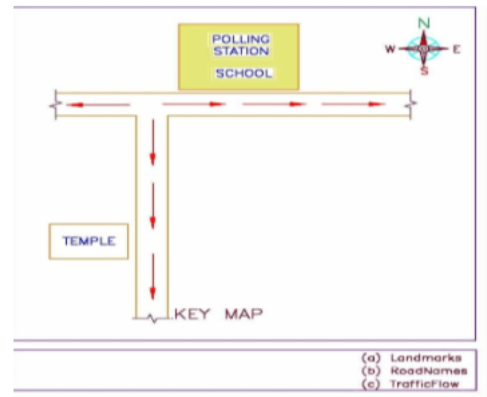 POLLING
STATION
SCHOOL
N
W
E
S
TEMPLE
KEY MAP
(a) Landmarks
(b) RoadNames
(c) TrafficFlow